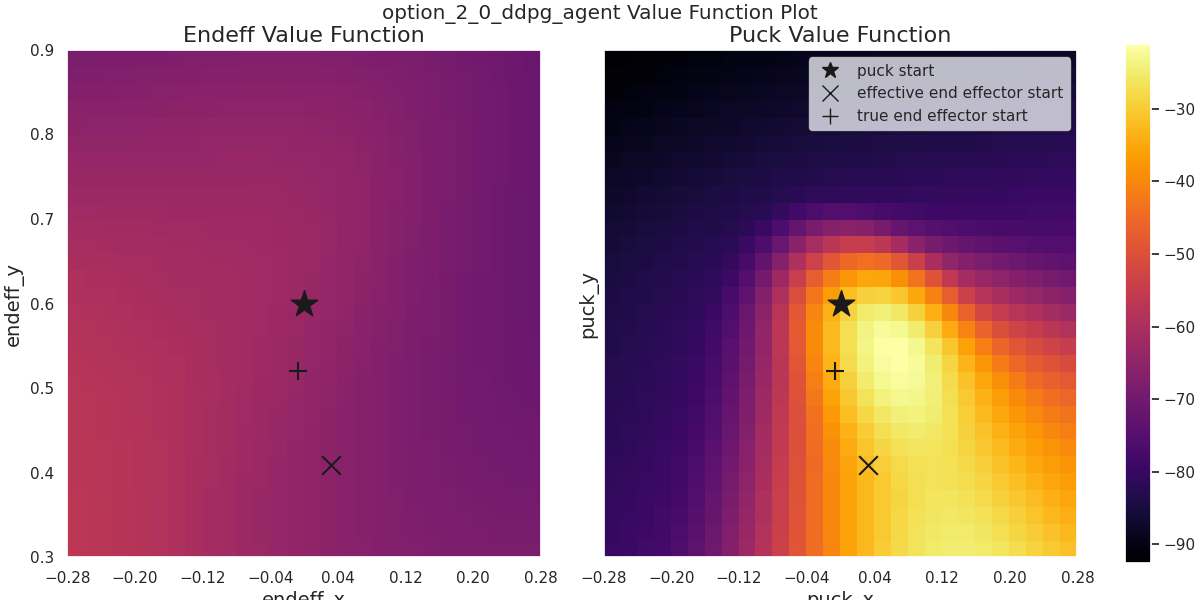 option_2_0_ddpg_agent Value Function Plot
Endeff Value Function
Puck Value Function
0.9
0.8
0.7
0.6
0.5
0.4
0.3
endeff_y
−0.28 −0.20 −0.12 −0.04 0.04 0.12 0.20 0.28
endeff_x
puck_y
puck start
effective end effector start
true end effector start
−0.28 −0.20 −0.12 −0.04 0.04 0.12 0.20 0.28
puck_x
−30
−40
−50
−60
−70
−80
−90